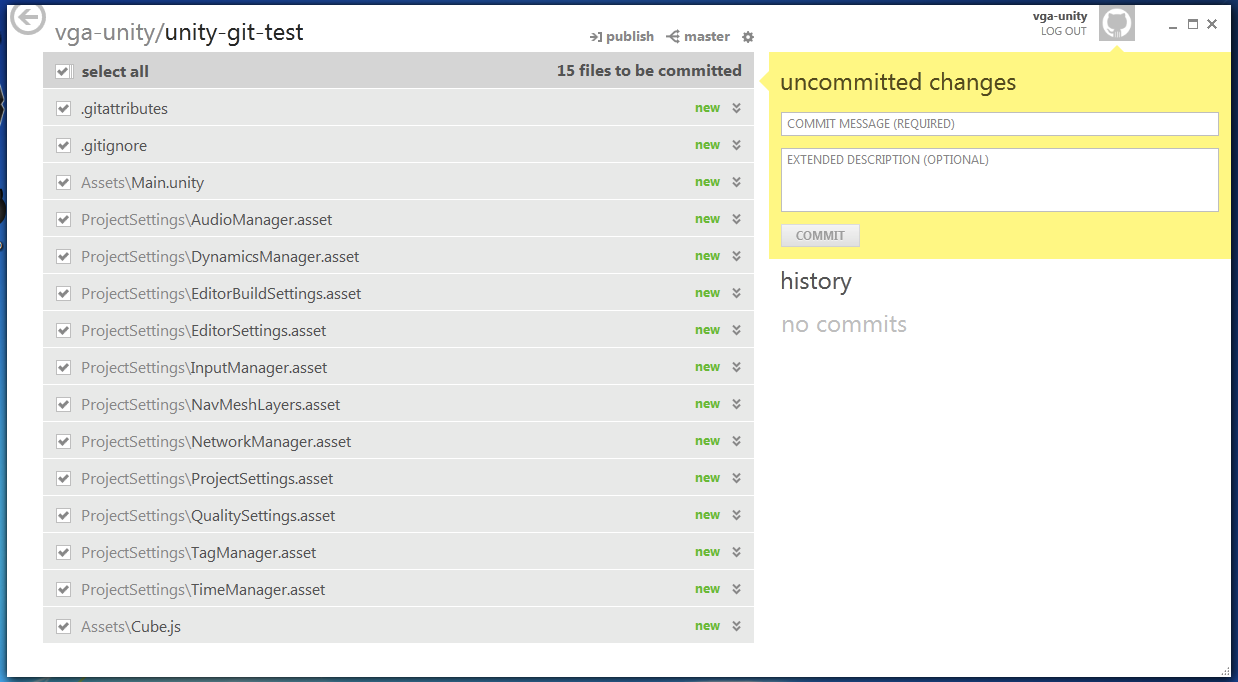 vga-unity/unity-git-test
publish master
vga-unity
LOG OUT
select all 15 files to be committed
.gitattributes new
.gitignore new
Assets\Main.unity new
ProjectSettings\AudioManager.asset new
ProjectSettings\DynamicsManager.asset new
ProjectSettings\EditorBuildSettings.asset new
ProjectSettings\EditorSettings.asset new
ProjectSettings\InputManager.asset new
ProjectSettings\NavMeshLayers.asset new
ProjectSettings\NetworkManager.asset new
ProjectSettings\ProjectSettings.asset new
ProjectSettings\QualitySettings.asset new
ProjectSettings\TagManager.asset new
ProjectSettings\TimeManager.asset new
Assets\Cube.js new
uncommitted changes
COMMIT MESSAGE (REQUIRED)
EXTENDED DESCRIPTION (OPTIONAL)
COMMIT
history
no commits